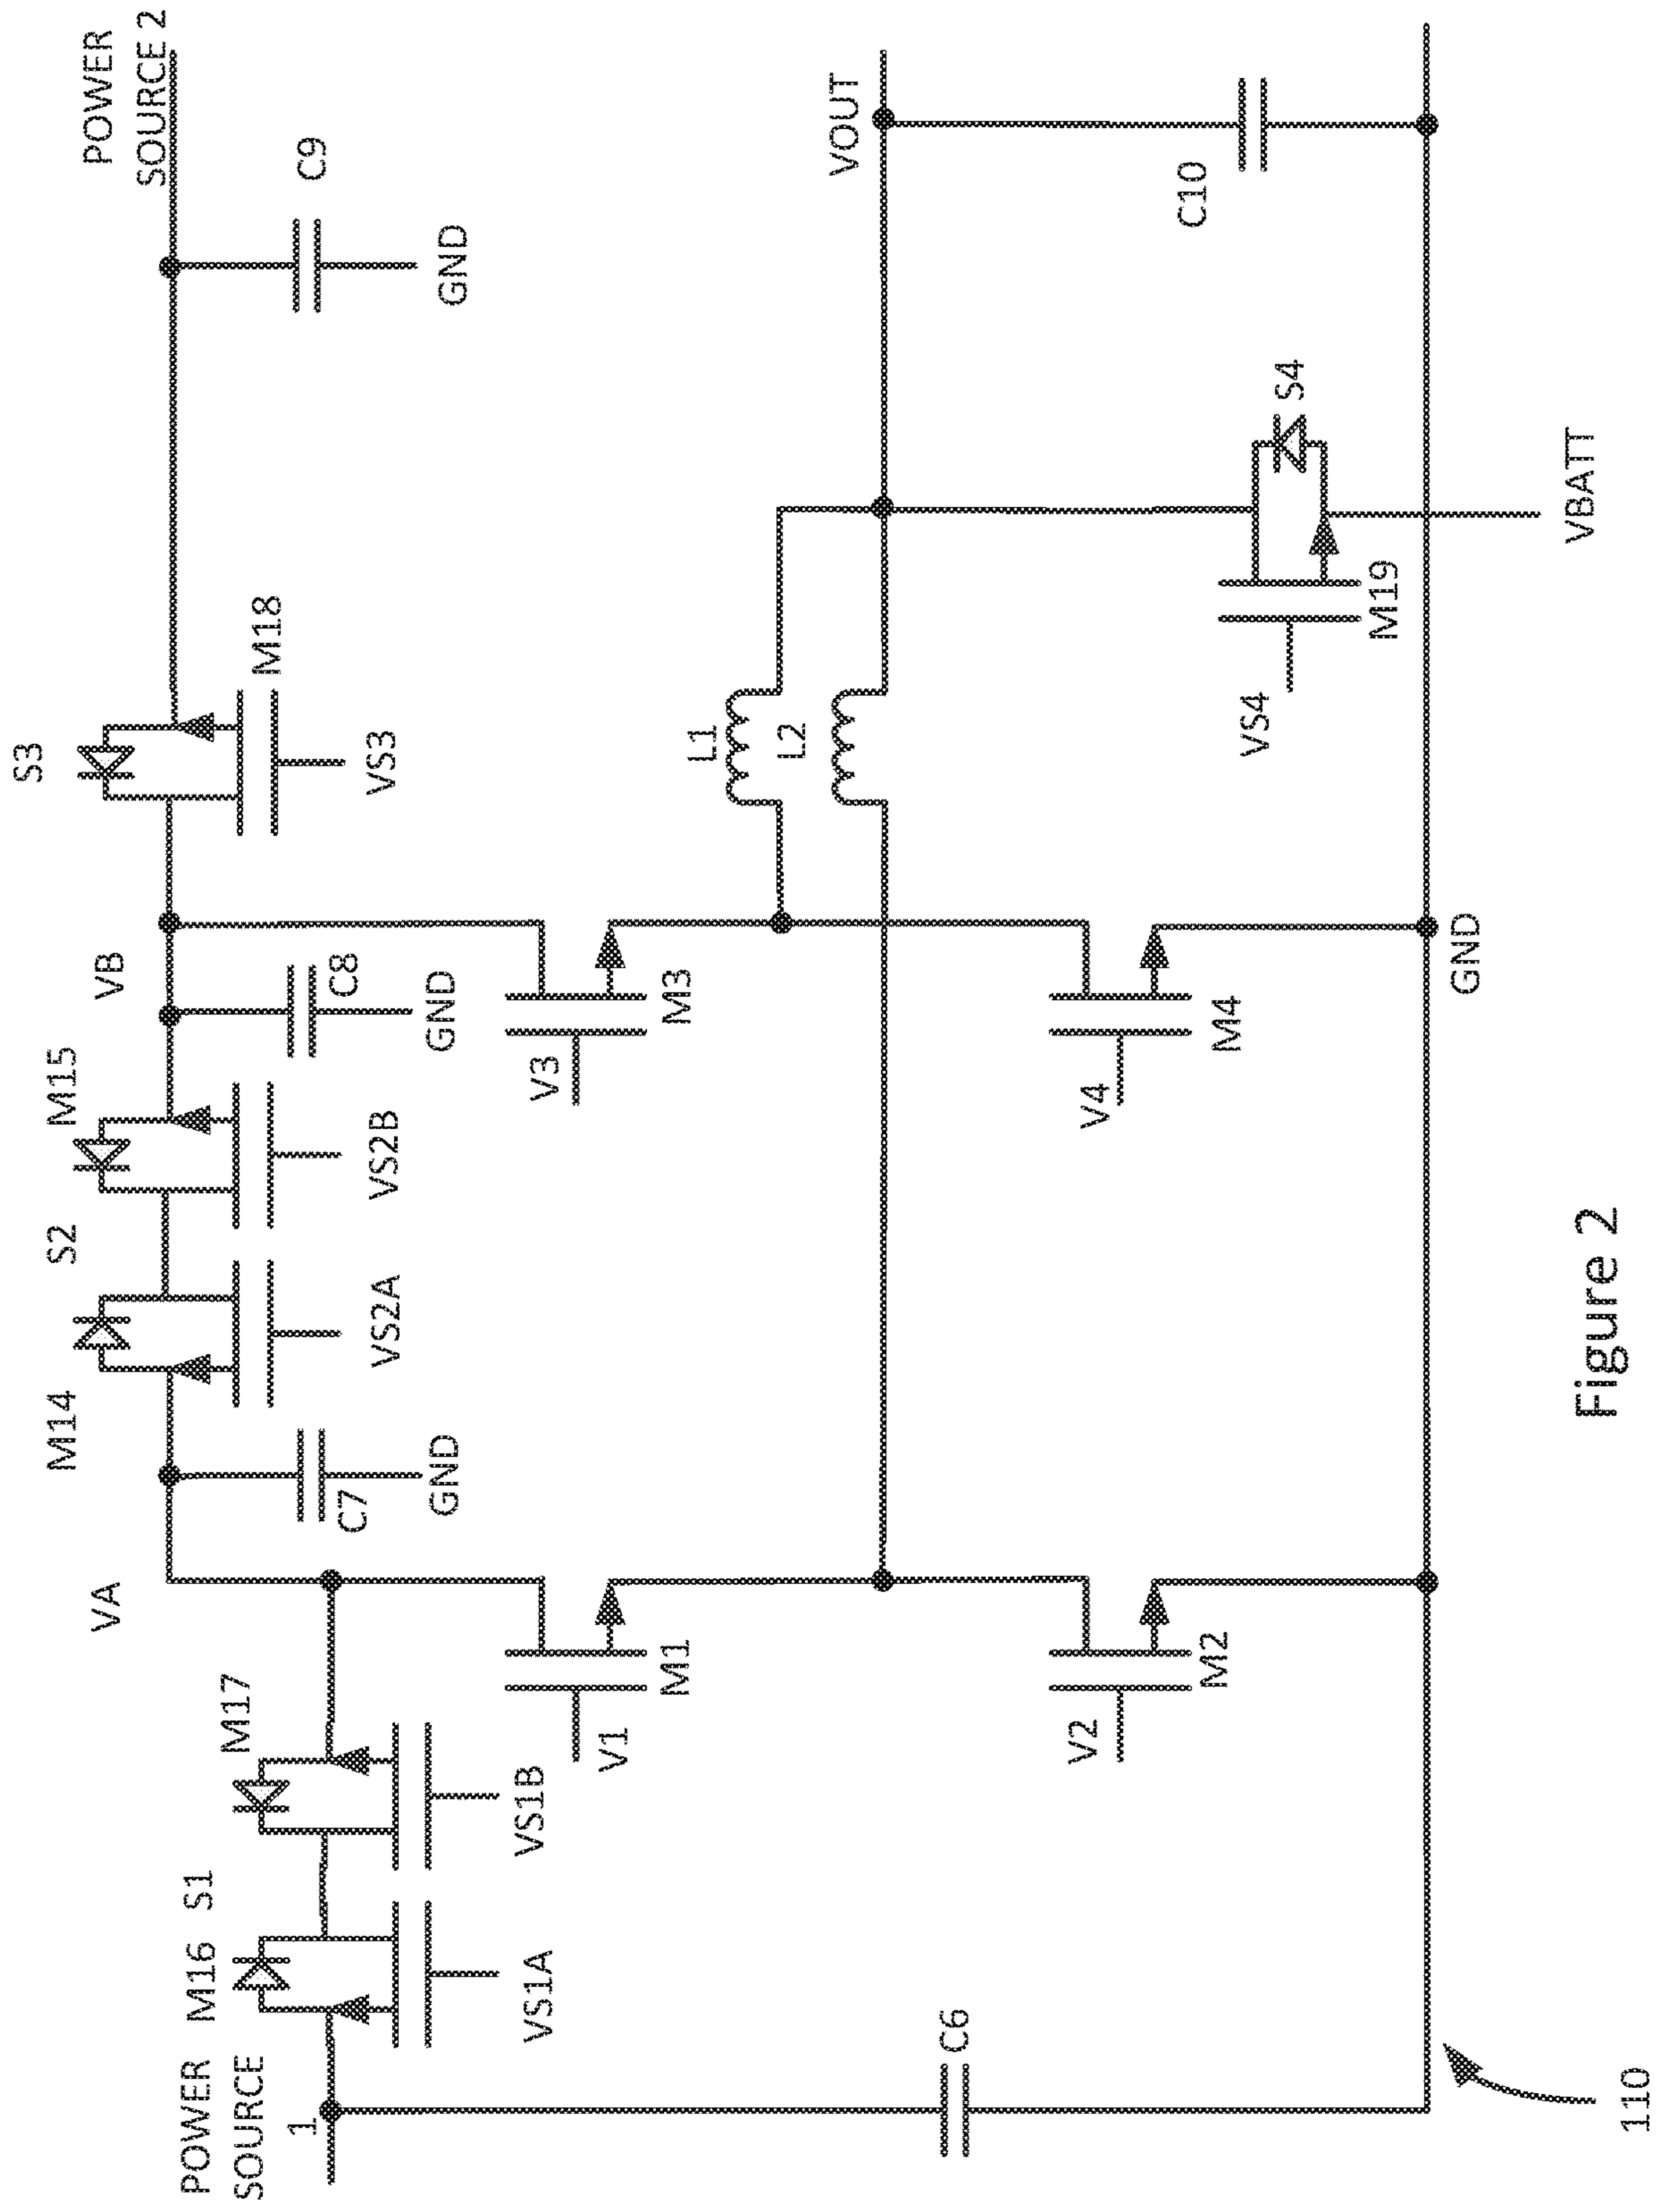 POWER
SOURCE 2
S3
M18
VS3
C9
GND
VB
C8
GND
M15
S2
VS2B
M14
VS2A
C7
GND
VA
M17
VS1B
S1
M16
VS1A
POWER
SOURCE
1
C6
V1
M1
V2
M2
V3
M3
V4
M4
L1
L2
VOUT
C10
S4
M19
VS4
VBATT
GND
110
Figure 2